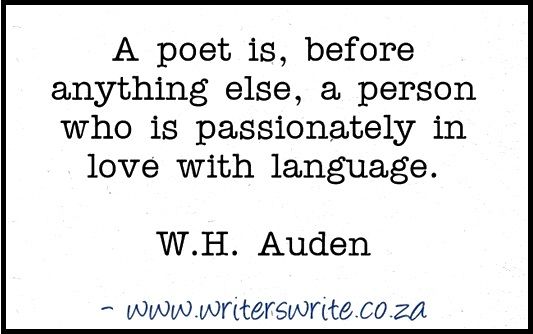 A poet is, before
anything else, a person
who is passionately in
love with language.
W.H. Auden
- www.writerswrite.co.za